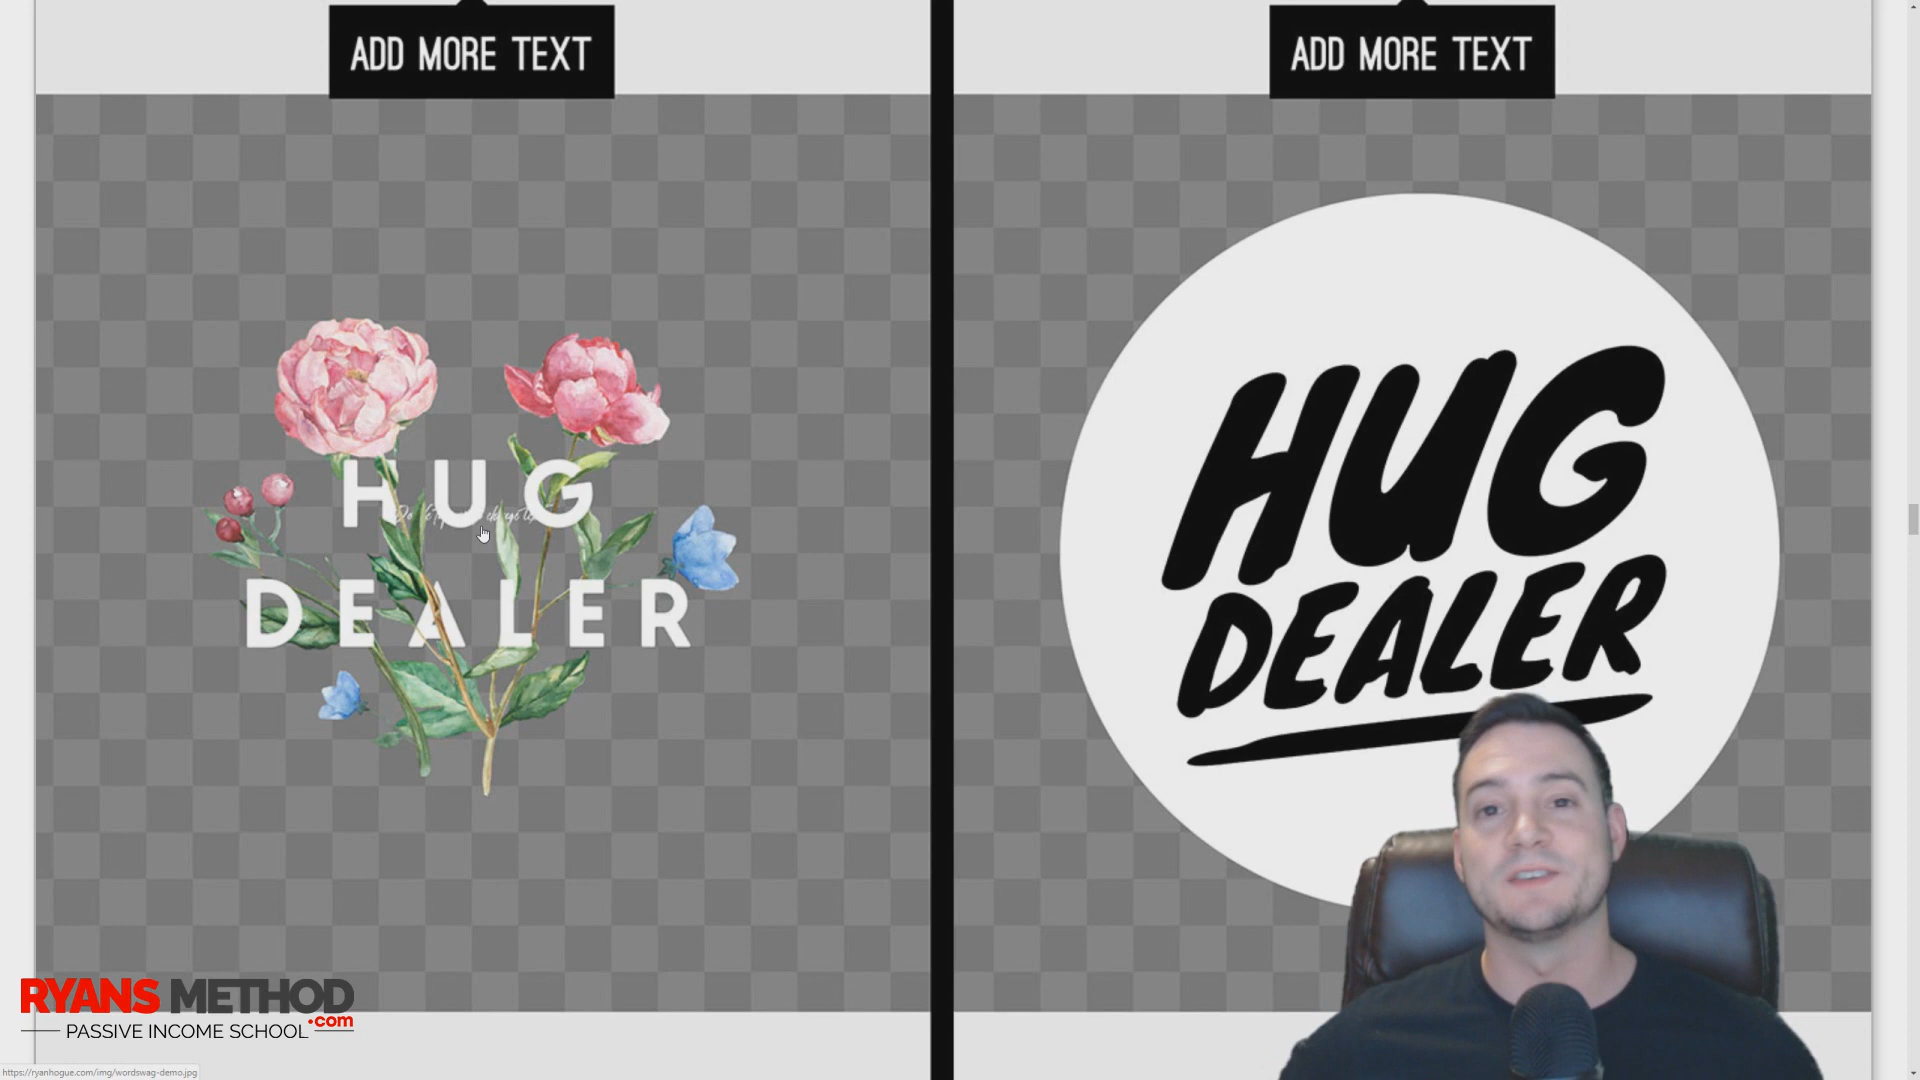 ADD MORE TEXT
ADD MORE TEXT
HUG
DEALER
HUG
DEALER
RYANS METHOD
.com
PASSIVE INCOME SCHOOL
https://ryanhogue.com/img/wordswag-demo.jpg